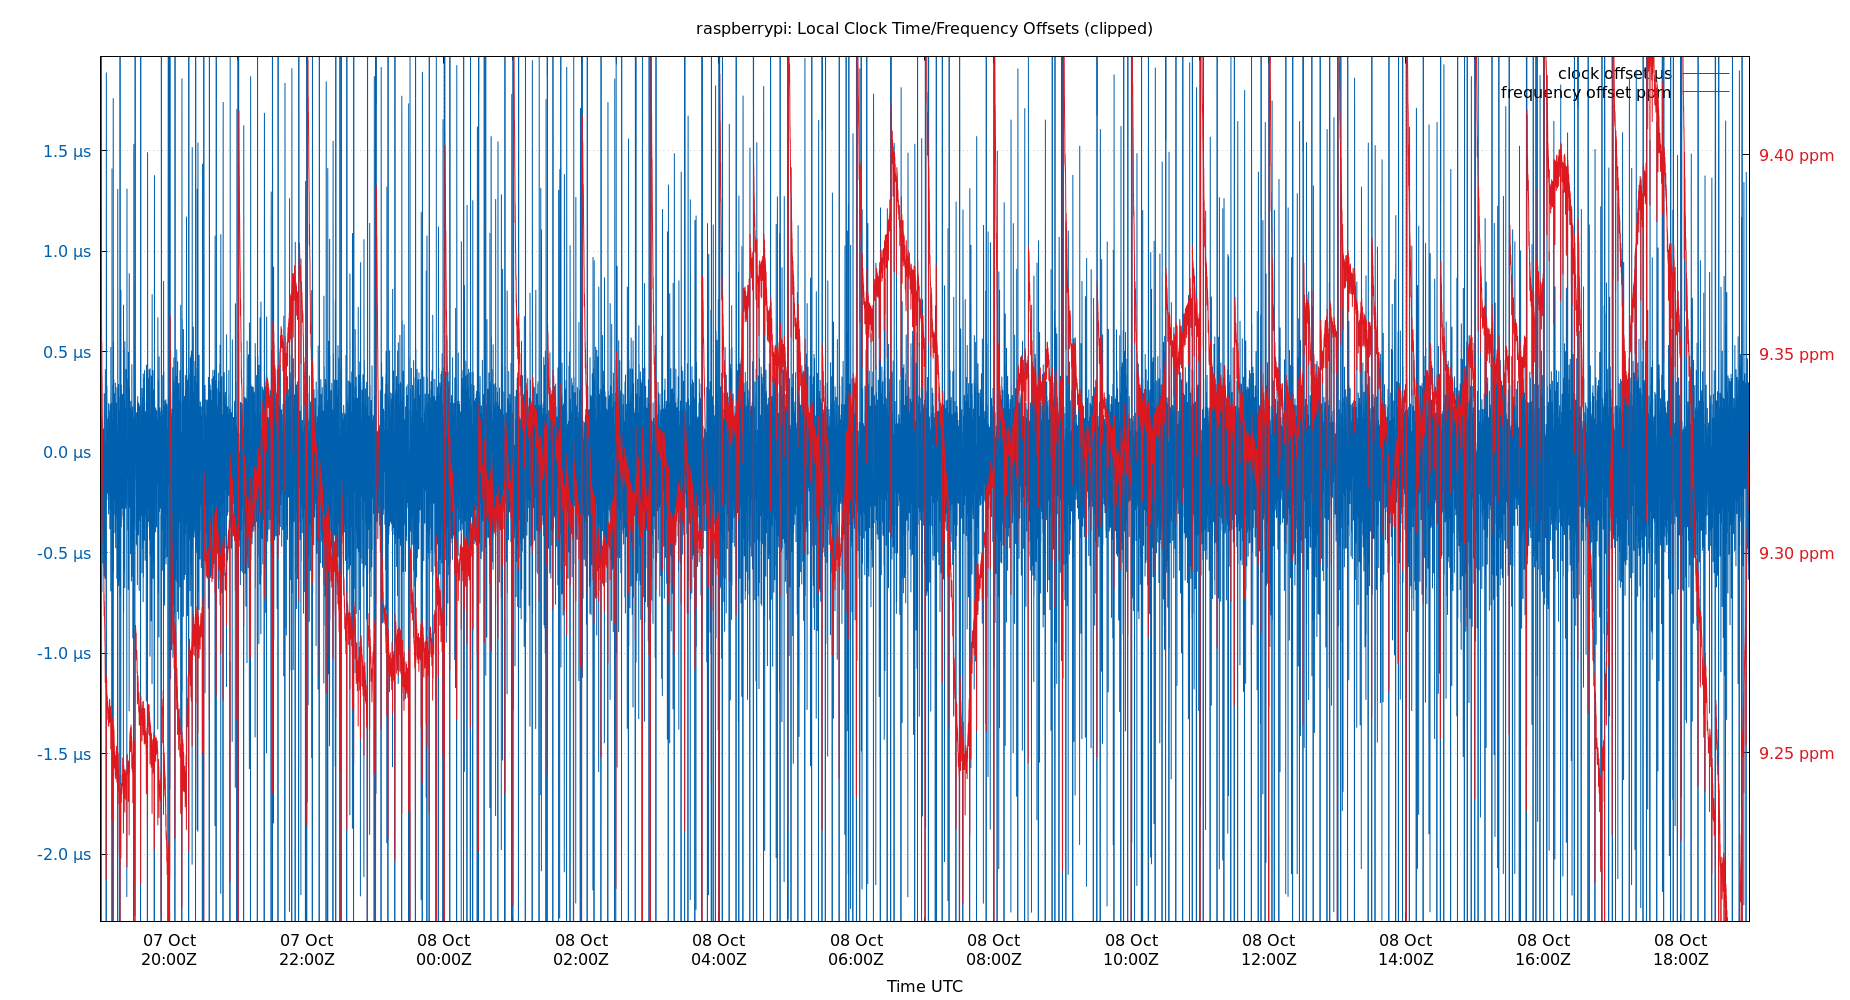 raspberrypi: Local Clock Time/Frequency Offsets (clipped)
clock offset µs
frequency offset ppm
1.5 µs
1.0 µs
0.5 µs
0.0 µs
-0.5 µs
-1.0 µs
-1.5 µs
-2.0 µs
9.40 ppm
9.35 ppm
9.30 ppm
9.25 ppm
07 Oct 07 Oct 08 Oct 08 Oct 08 Oct 08 Oct 08 Oct 08 Oct 08 Oct 08 Oct 08 Oct 08 Oct
20:00Z 22:00Z 00:00Z 02:00Z 04:00Z 06:00Z 08:00Z 10:00Z 12:00Z 14:00Z 16:00Z 18:00Z
Time UTC